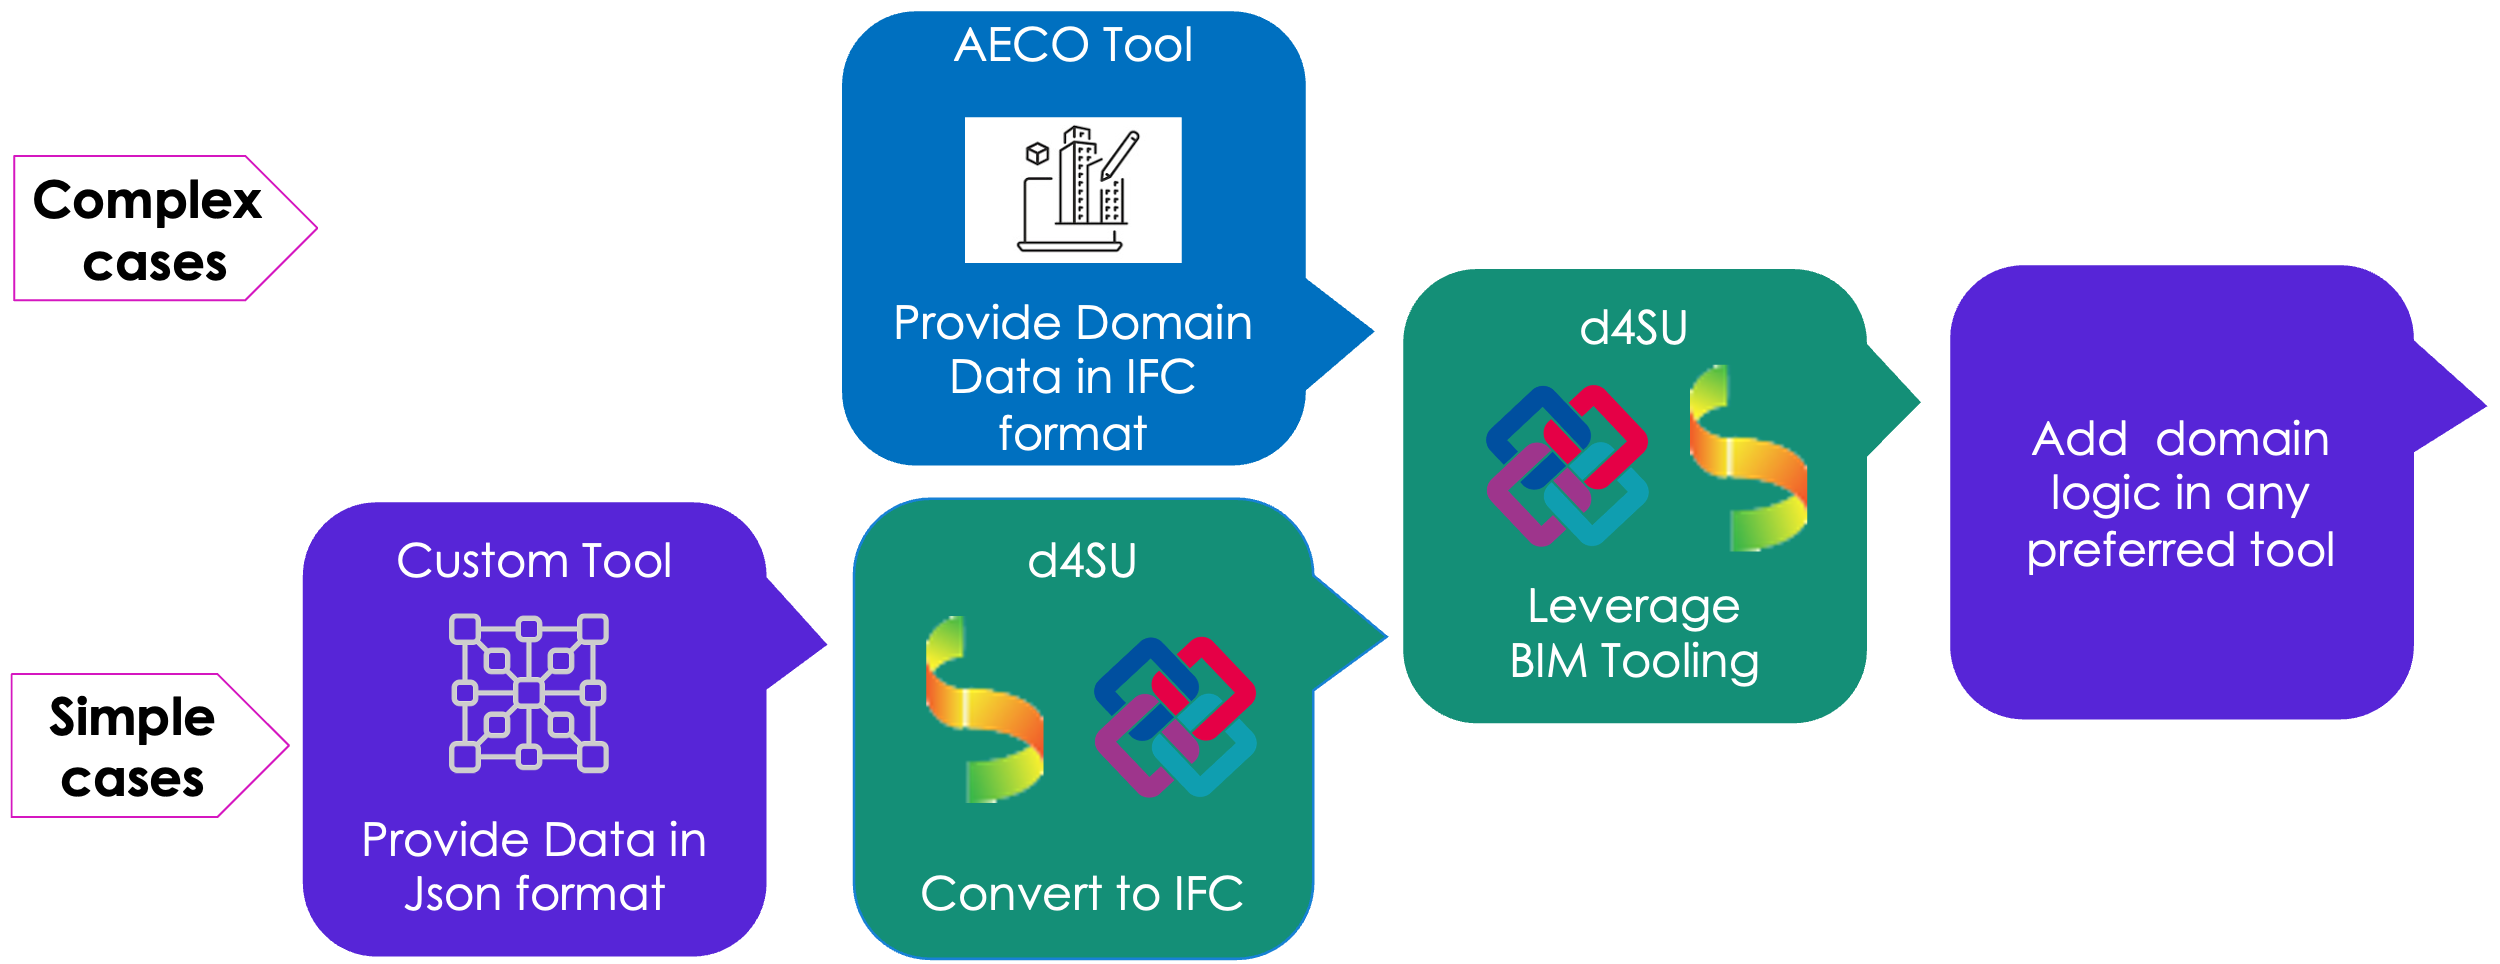 Complex
cases
AECO Tool
Provide Domain
Data in IFC
format
Simple
cases
Custom Tool
Provide Data in
Json format
d4SU
Convert to IFC
d4SU
Leverage
BIM Tooling
Add domain
logic in any
preferred tool